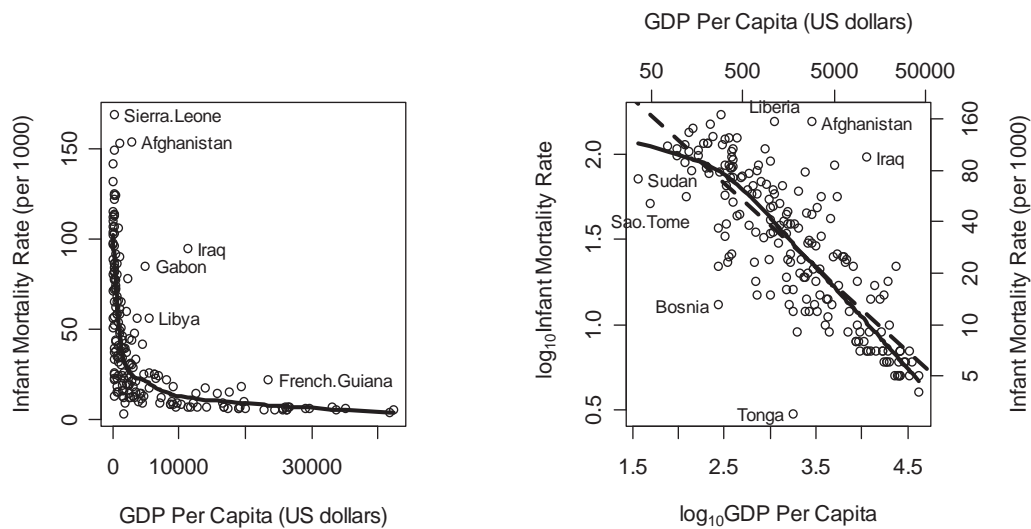 Infant Mortality Rate (per 1000)
0
50
100
150
Sierra.Leone
Afghanistan
Iraq
Gabon
Libya
French.Guiana
0
10000
30000
GDP Per Capita (US dollars)
GDP Per Capita (US dollars)
50
500
5000
50000
log10Infant Mortality Rate
0.5
1.0
1.5
2.0
Liberia
Afghanistan
Iraq
Sudan
Sao.Tome
Bosnia
Tonga
160
80
40
20
10
5
Infant Mortality Rate (per 1000)
1.5
2.5
3.5
4.5
log10GDP Per Capita